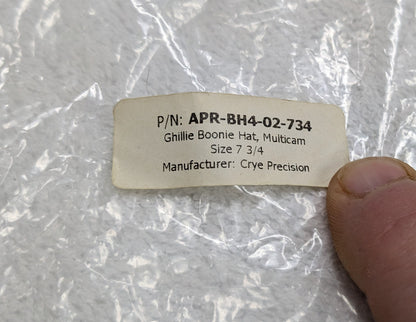 P/N: APR-BH4-02-734
Ghillie Boonie Hat, Multicam
Size 7 3/4
Manufacturer: Crye Precision